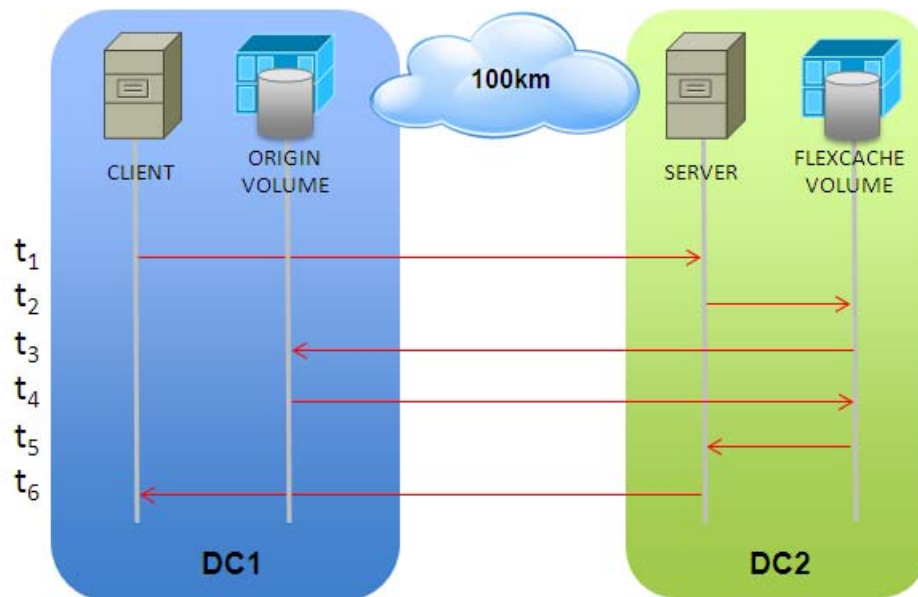 100km
CLIENT
ORIGIN
VOLUME
SERVER
FLEXCACHE
VOLUME
t1
t2
t3
t4
t5
t6
DC1
DC2